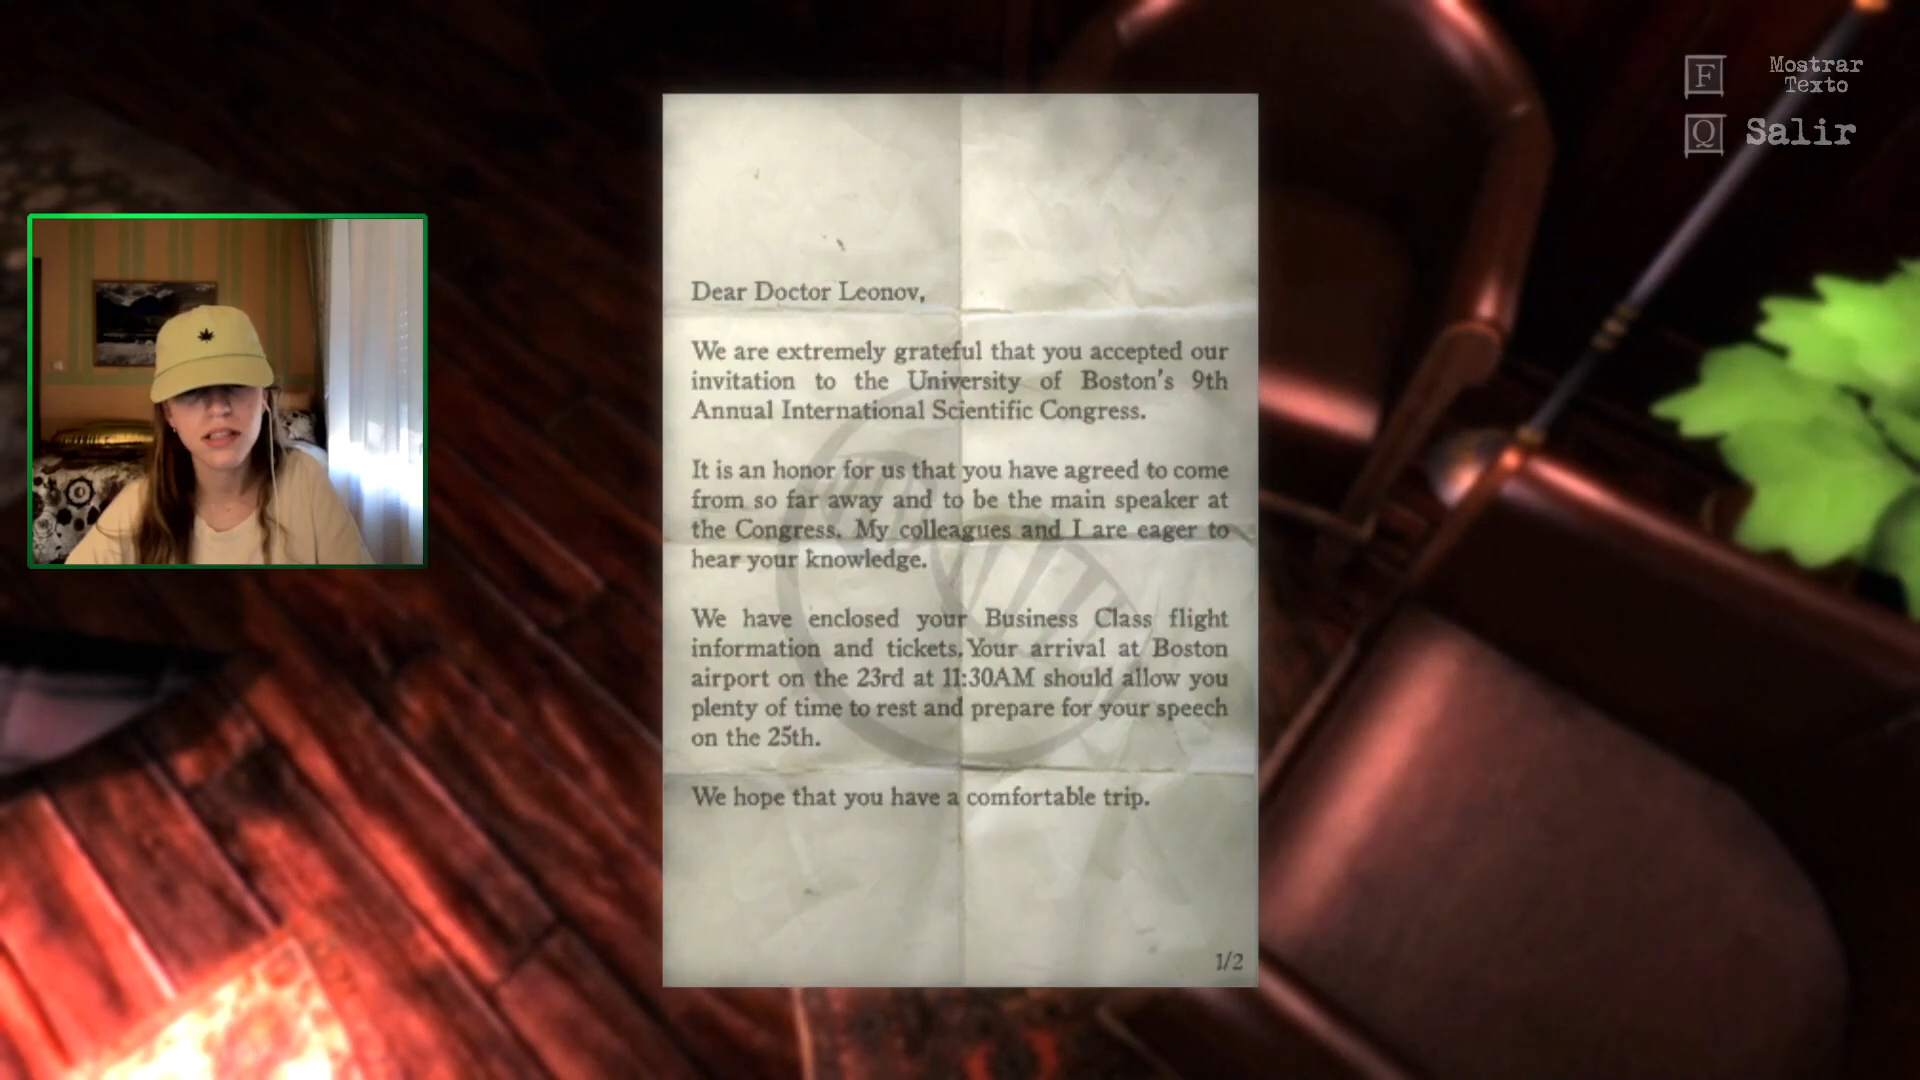 F Mostrar
Texto
Q Salir
Dear Doctor Leonov,
We are extremely grateful that you accepted our
invitation to the University of Boston's 9th
Annual International Scientific Congress.
It is an honor for us that you have agreed to come
from so far away and to be the main speaker at
the Congress. My colleagues and I are eager to
hear your knowledge.
We have enclosed your Business Class flight
information and tickets. Your arrival at Boston
airport on the 23rd at 11:30AM should allow you
plenty of time to rest and prepare for your speech
on the 25th.
We hope that you have a comfortable trip.
1/2